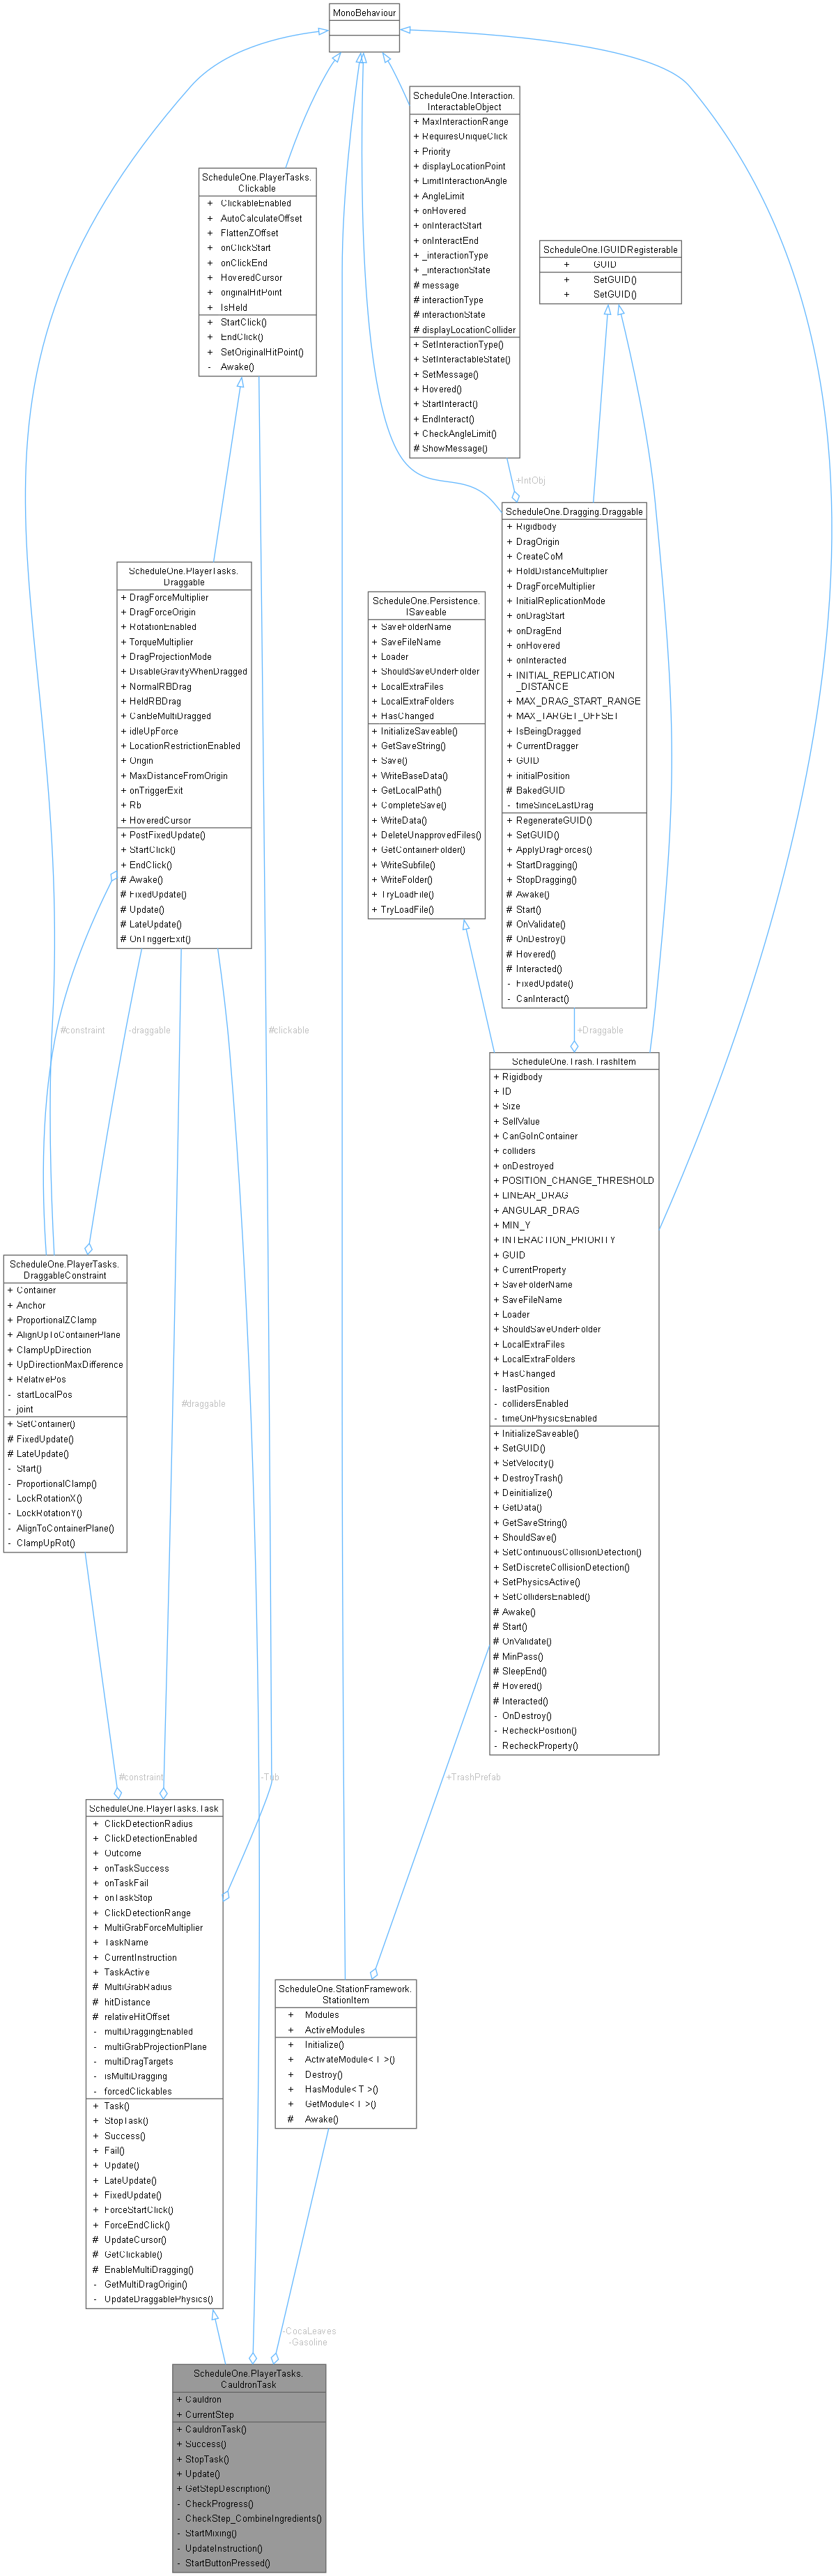 MonoBehaviour
ScheduleOne.Interaction.
InteractableObject
+ MaxInteractionRange
+ RequiresUniqueClick
+ Priority
+ displayLocationPoint
+ LimitInteractionAngle
+ AngleLimit
+ onHovered
+ onInteractStart
+ onInteractEnd
+ _interactionType
+ _interactionState
# message
# interactionType
# interactionState
# displayLocationCollider
+ SetInteractionType()
+ SetInteractableState()
+ SetMessage()
+ Hovered()
+ StartInteract()
+ EndInteract()
+ CheckAngleLimit()
# ShowMessage()
ScheduleOne.PlayerTasks.
Clickable
+ ClickableEnabled
+ AutoCalculateOffset
+ FlattenZOffset
+ onClickStart
+ onClickEnd
+ HoveredCursor
+ originalHitPoint
+ IsHeld
+ StartClick()
+ EndClick()
+ SetOriginalHitPoint()
- Awake()
ScheduleOne.IGUIDRegisterable
+ GUID
+ SetGUID()
+ SetGUID()
+IntObj
ScheduleOne.Dragging.Draggable
+ Rigidbody
+ DragOrigin
+ CreateCoM
+ HoldDistanceMultiplier
+ DragForceMultiplier
+ InitialReplicationMode
+ onDragStart
+ onDragEnd
+ onHovered
+ onInteracted
+ INITIAL_REPLICATION
_DISTANCE
+ MAX_DRAG_START_RANGE
+ MAX_TARGET_OFFSET
+ IsBeingDragged
+ CurrentDragger
+ GUID
+ initialPosition
# BakedGUID
- timeSinceLastDrag
+ RegenerateGUID()
+ SetGUID()
+ ApplyDragForces()
+ StartDragging()
+ StopDragging()
# Awake()
# Start()
# OnValidate()
# OnDestroy()
# Hovered()
# Interacted()
- FixedUpdate()
- CanInteract()
ScheduleOne.PlayerTasks.
Draggable
+ DragForceMultiplier
+ DragForceOrigin
+ RotationEnabled
+ TorqueMultiplier
+ DragProjectionMode
+ DisableGravityWhenDragged
+ NormalRBDrag
+ HeldRBDrag
+ CanBeMultiDragged
+ idleUpForce
+ LocationRestrictionEnabled
+ Origin
+ MaxDistanceFromOrigin
+ onTriggerExit
+ Rb
+ HoveredCursor
+ PostFixedUpdate()
+ StartClick()
+ EndClick()
# Awake()
# FixedUpdate()
# Update()
# LateUpdate()
# OnTriggerExit()
ScheduleOne.Persistence.
ISaveable
+ SaveFolderName
+ SaveFileName
+ Loader
+ ShouldSaveUnderFolder
+ LocalExtraFiles
+ LocalExtraFolders
+ HasChanged
+ InitializeSaveable()
+ GetSaveString()
+ Save()
+ WriteBaseData()
+ GetLocalPath()
+ CompleteSave()
+ WriteData()
+ DeleteUnapprovedFiles()
+ GetContainerFolder()
+ WriteSubfile()
+ WriteFolder()
+ TryLoadFile()
+ TryLoadFile()
#constraint
-draggable
#clickable
+Draggable
ScheduleOne.Trash.TrashItem
+ Rigidbody
+ ID
+ Size
+ SellValue
+ CanGoInContainer
+ colliders
+ onDestroyed
+ POSITION_CHANGE_THRESHOLD
+ LINEAR_DRAG
+ ANGULAR_DRAG
+ MIN_Y
+ INTERACTION_PRIORITY
+ GUID
+ CurrentProperty
+ SaveFolderName
+ SaveFileName
+ Loader
+ ShouldSaveUnderFolder
+ LocalExtraFiles
+ LocalExtraFolders
+ HasChanged
- lastPosition
- collidersEnabled
- timeOnPhysicsEnabled
+ InitializeSaveable()
+ SetGUID()
+ SetVelocity()
+ DestroyTrash()
+ Deinitialize()
+ GetData()
+ GetSaveString()
+ ShouldSave()
+ SetContinuousCollisionDetection()
+ SetDiscreteCollisionDetection()
+ SetPhysicsActive()
+ SetCollidersEnabled()
# Awake()
# Start()
# OnValidate()
# MinPass()
# SleepEnd()
# Hovered()
# Interacted()
- OnDestroy()
- RecheckPosition()
- RecheckProperty()
ScheduleOne.PlayerTasks.
DraggableConstraint
+ Container
+ Anchor
+ ProportionalZClamp
+ AlignUpToContainerPlane
+ ClampUpDirection
+ UpDirectionMaxDifference
+ RelativePos
- startLocalPos
- joint
+ SetContainer()
# FixedUpdate()
# LateUpdate()
- Start()
- ProportionalClamp()
- LockRotationX()
- LockRotationY()
- AlignToContainerPlane()
- ClampUpRot()
#draggable
#constraint
-Tub
+TrashPrefab
ScheduleOne.PlayerTasks.Task
+ ClickDetectionRadius
+ ClickDetectionEnabled
+ Outcome
+ onTaskSuccess
+ onTaskFail
+ onTaskStop
+ ClickDetectionRange
+ MultiGrabForceMultiplier
+ TaskName
+ CurrentInstruction
+ TaskActive
# MultiGrabRadius
# hitDistance
# relativeHitOffset
- multiDraggingEnabled
- multiGrabProjectionPlane
- multiDragTargets
- isMultiDragging
- forcedClickables
+ Task()
+ StopTask()
+ Success()
+ Fail()
+ Update()
+ LateUpdate()
+ FixedUpdate()
+ ForceStartClick()
+ ForceEndClick()
# UpdateCursor()
# GetClickable()
# EnableMultiDragging()
- GetMultiDragOrigin()
- UpdateDraggablePhysics()
ScheduleOne.StationFramework.
StationItem
+ Modules
+ ActiveModules
+ Initialize()
+ ActivateModule< T >()
+ Destroy()
+ HasModule< T >()
+ GetModule< T >()
# Awake()
-CocaLeaves
-Gasoline
ScheduleOne.PlayerTasks.
CauldronTask
+ Cauldron
+ CurrentStep
+ CauldronTask()
+ Success()
+ StopTask()
+ Update()
+ GetStepDescription()
- CheckProgress()
- CheckStep_CombineIngredients()
- StartMixing()
- UpdateInstruction()
- StartButtonPressed()